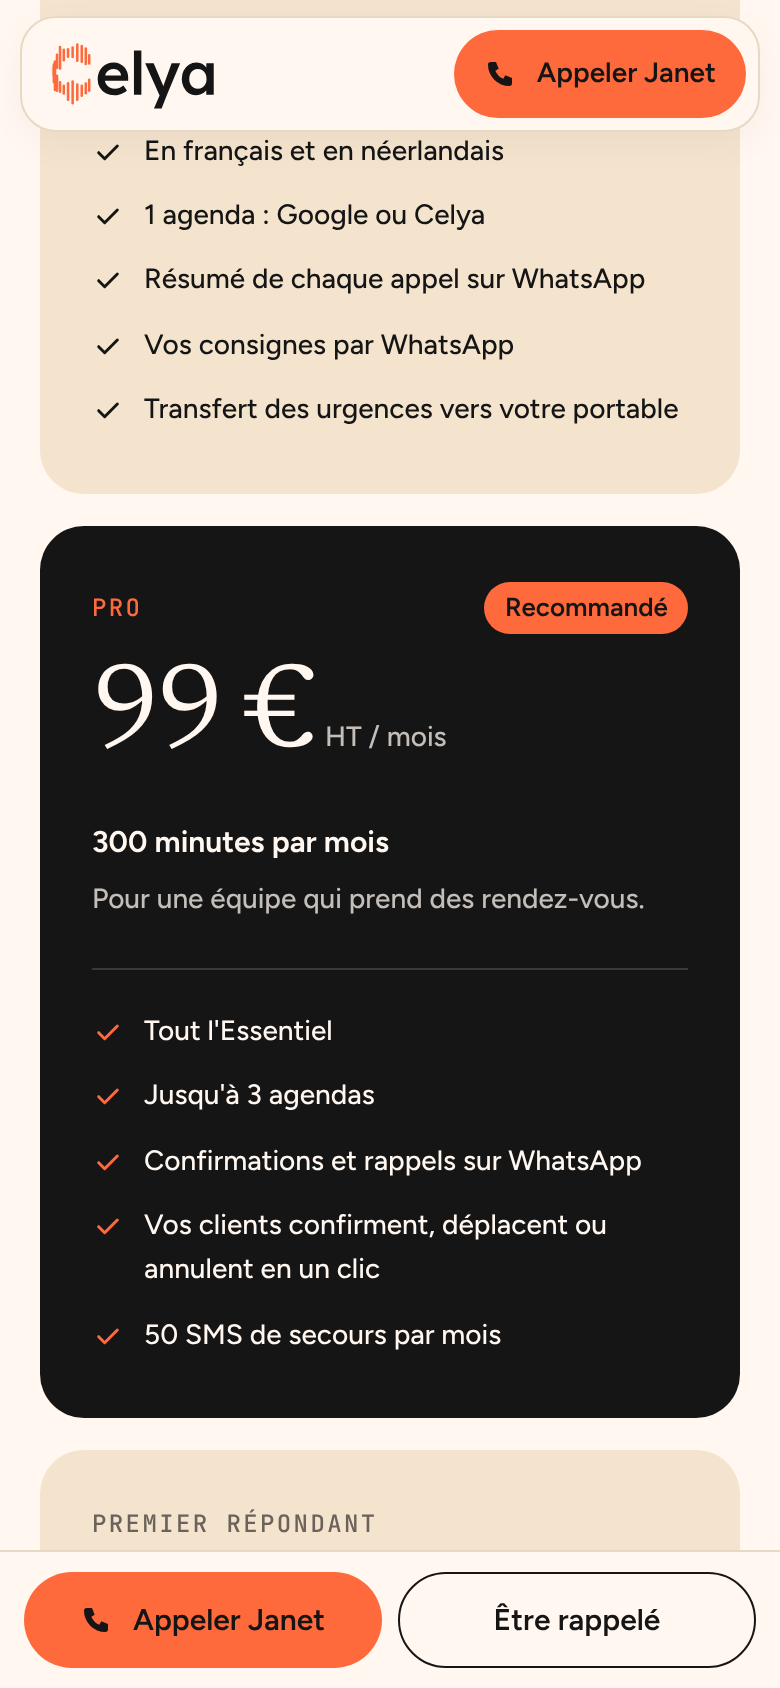 Celya
Appeler Janet
En français et en néerlandais
1 agenda : Google ou Celya
Résumé de chaque appel sur WhatsApp
Vos consignes par WhatsApp
Transfert des urgences vers votre portable
PRO
Recommandé
99 € HT / mois
300 minutes par mois
Pour une équipe qui prend des rendez-vous.
Tout l'Essentiel
Jusqu'à 3 agendas
Confirmations et rappels sur WhatsApp
Vos clients confirment, déplacent ou
annulent en un clic
50 SMS de secours par mois
PREMIER RÉPONDANT
Appeler Janet
Être rappelé